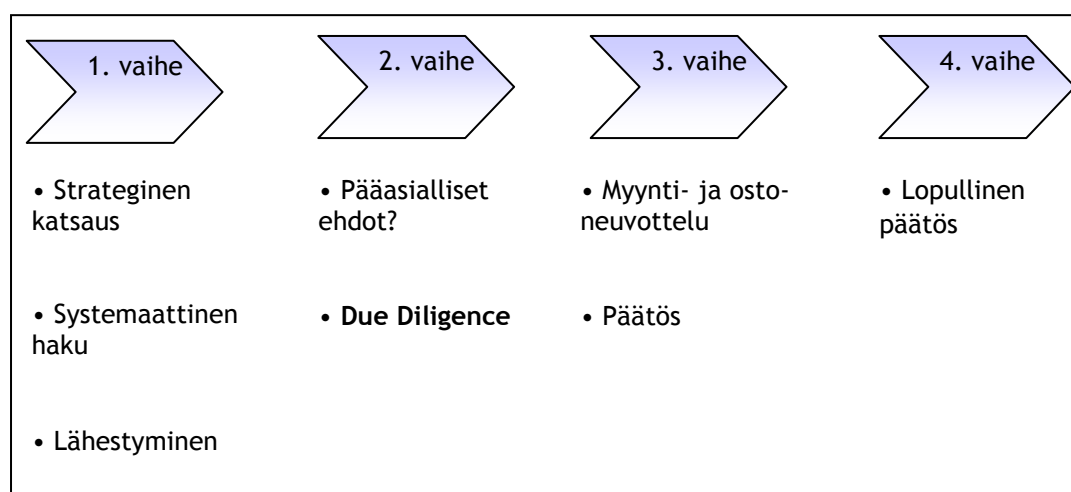 1. vaihe
• Strateginen
katsaus
• Systemaattinen
haku
• Lähestyminen
2. vaihe
• Pääasialliset
ehdot?
• Due Diligence
3. vaihe
• Myynti- ja osto-
neuvottelu
• Päätös
4. vaihe
• Lopullinen
päätös